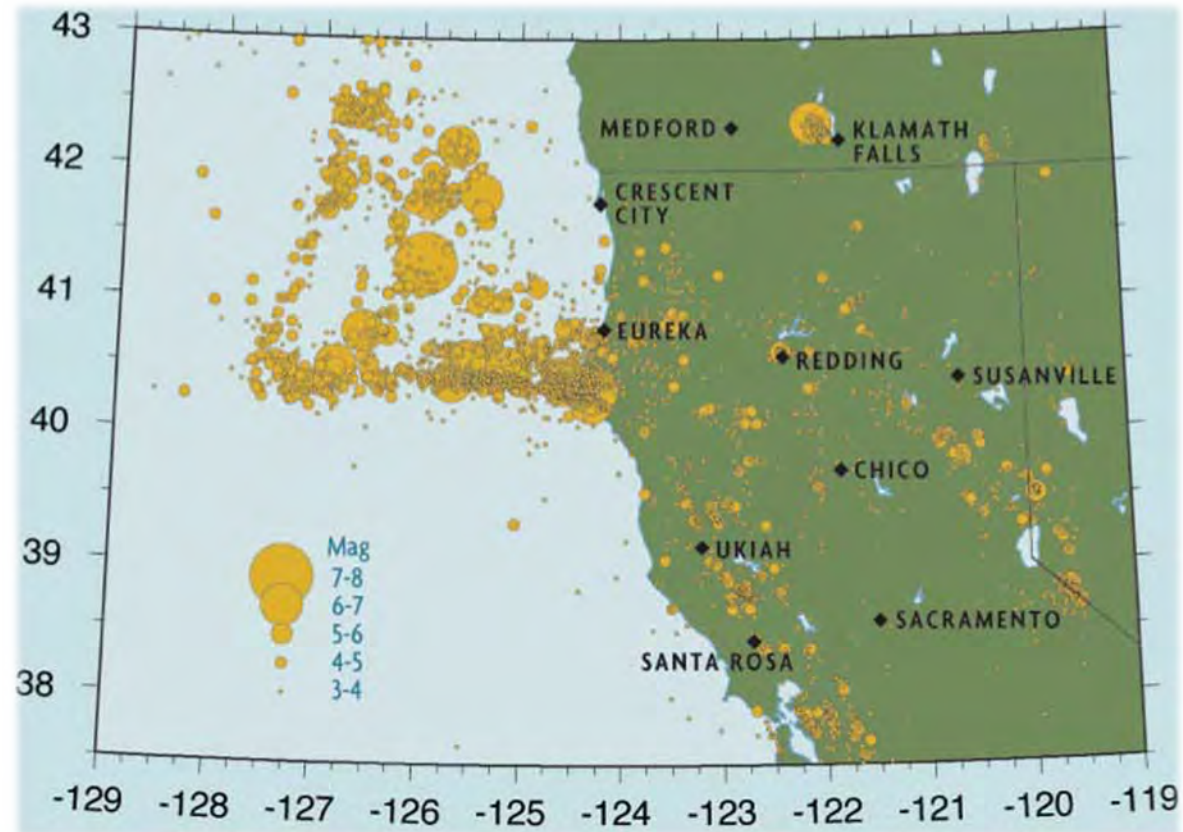 43
42
41
40
39
38
MEDFORD
KLAMATH
FALLS
CRESCENT
CITY
EUREKA
REDDING
SUSANVILLE
CHICO
UKIAH
SACRAMENTO
SANTA ROSA
Mag
7-8
6-7
5-6
4-5
3-4
-129 -128 -127 -126 -125 -124 -123 -122 -121 -120 -119